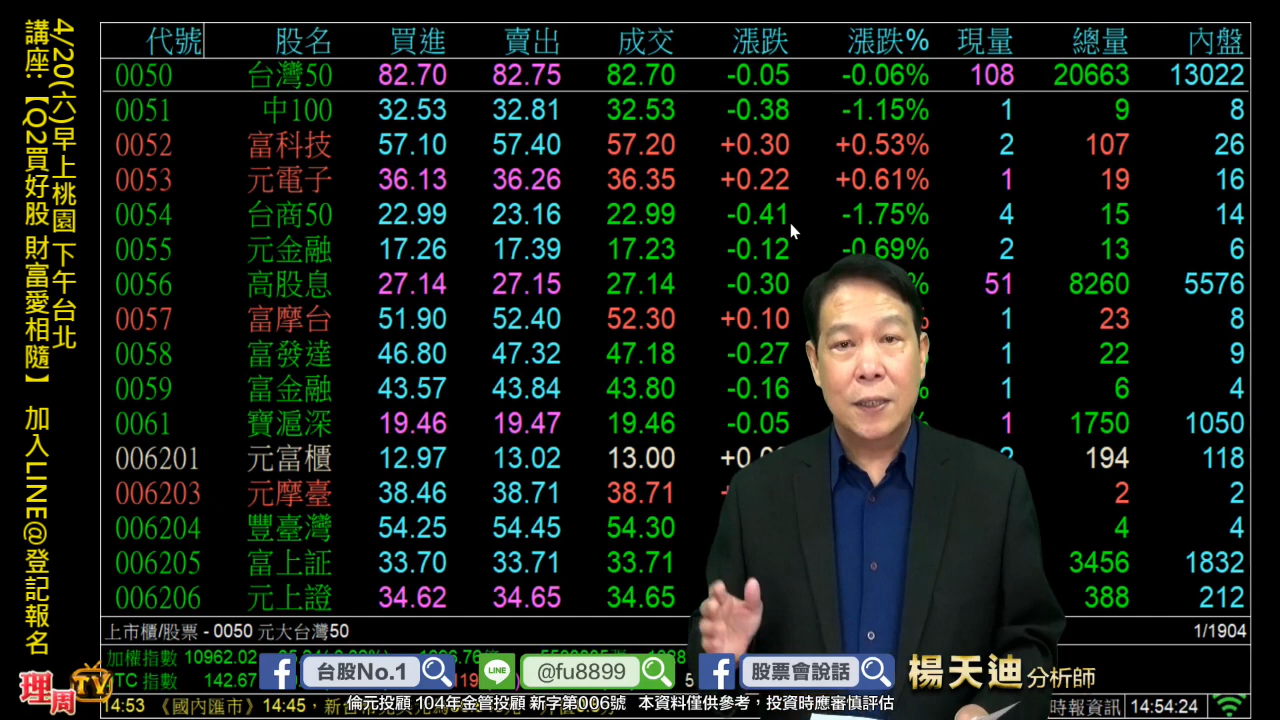 4/20(六)早上桃園 下午台北
講座:【Q2買好股 財富愛相隨】 加入LINE@登記報名
代號 股名 買進 賣出 成交 漲跌 漲跌% 現量 總量 內盤
0050 台灣50 82.70 82.75 82.70 -0.05 -0.06% 108 20663 13022
0051 中100 32.53 32.81 32.53 -0.38 -1.15% 1 9 8
0052 富科技 57.10 57.40 57.20 +0.30 +0.53% 2 107 26
0053 元電子 36.13 36.26 36.35 +0.22 +0.61% 1 19 16
0054 台商50 22.99 23.16 22.99 -0.41 -1.75% 4 15 14
0055 元金融 17.26 17.39 17.23 -0.12 -0.69% 2 13 6
0056 高股息 27.14 27.15 27.14 -0.30 % 51 8260 5576
0057 富摩台 51.90 52.40 52.30 +0.10 1 23 8
0058 富發達 46.80 47.32 47.18 -0.27 1 22 9
0059 富金融 43.57 43.84 43.80 -0.16 1 6 4
0061 寶滬深 19.46 19.47 19.46 -0.05 1 1750 1050
006201 元富櫃 12.97 13.02 13.00 194 118
006203 元摩臺 38.46 38.71 38.71 2 2
006204 豐臺灣 54.25 54.45 54.30 4 4
006205 富上証 33.70 33.71 33.71 3456 1832
006206 元上證 34.62 34.65 34.65 388 212
上市櫃/股票 - 0050 元大台灣50 1/1904
加權指數 10962.02
TC 指數 142.67
台股No.1
LINE @fu8899
股票會說話
楊天迪 分析師
理周TV
14:53 《國內匯市》 14:45，新台幣兌美元 時報資訊 14:54:24
倫元投顧 104年金管投顧 新字第006號 本資料僅供參考，投資時應審慎評估